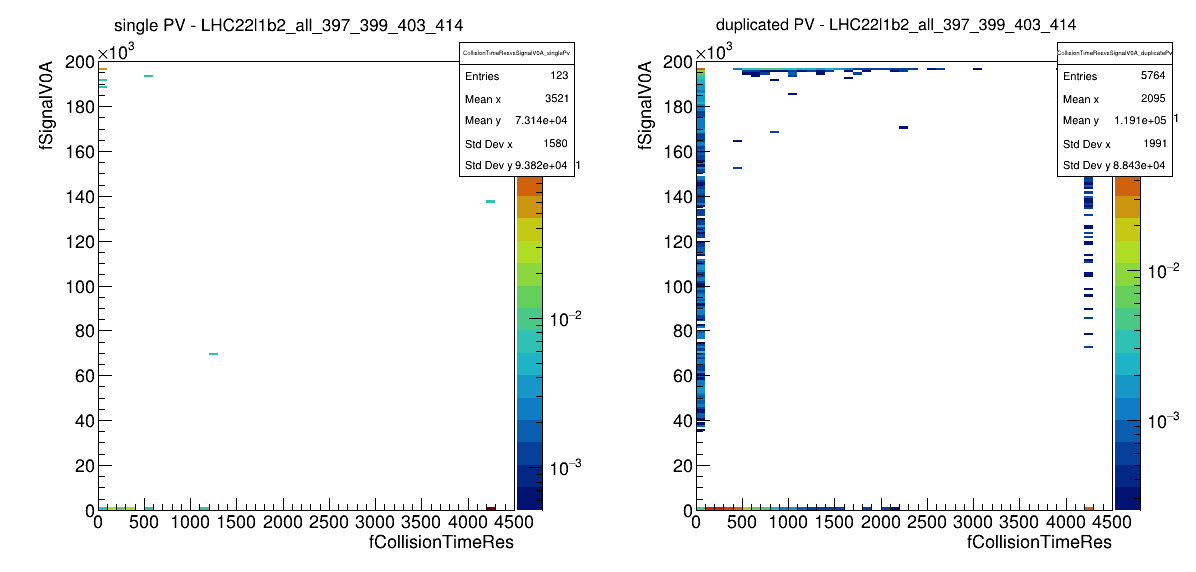 single PV - LHC22l1b2_all_397_399_403_414
×10³
fSignalV0A
200
180
160
140
120
100
80
60
40
20
0
0 500 1000 1500 2000 2500 3000 3500 4000 4500
fCollisionTimeRes
CollisionTimeResvsSignalV0A_singlePv
Entries 123
Mean x 3521
Mean y 7.314e+04
Std Dev x 1580
Std Dev y 9.382e+04
1
10⁻²
10⁻³
duplicated PV - LHC22l1b2_all_397_399_403_414
×10³
fSignalV0A
200
180
160
140
120
100
80
60
40
20
0
0 500 1000 1500 2000 2500 3000 3500 4000 4500
fCollisionTimeRes
CollisionTimeResvsSignalV0A_duplicatePv
Entries 5764
Mean x 2095
Mean y 1.191e+05
Std Dev x 1991
Std Dev y 8.843e+04
1
10⁻²
10⁻³